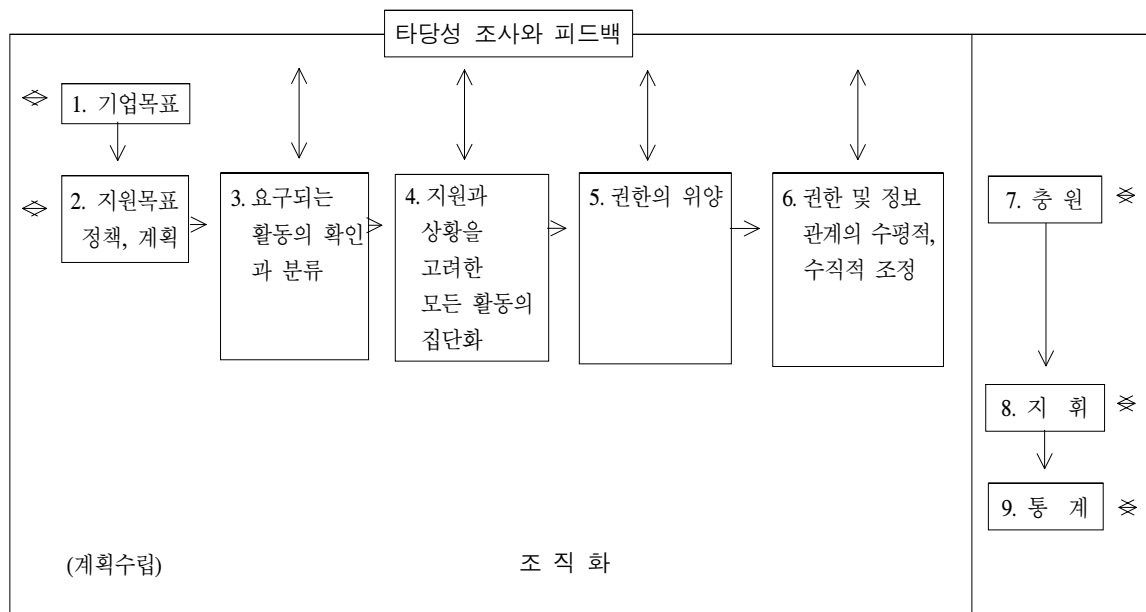 타당성 조사와 피드백
1. 기업목표
2. 지원목표
정책, 계획
3. 요구되는
활동의 확인
과 분류
4. 지원과
상황을
고려한
모든 활동의
집단화
5. 권한의 위양
6. 권한 및 정보
관계의 수평적,
수직적 조정
7. 충 원
8. 지 휘
9. 통 계
(계획수립)
조 직 화